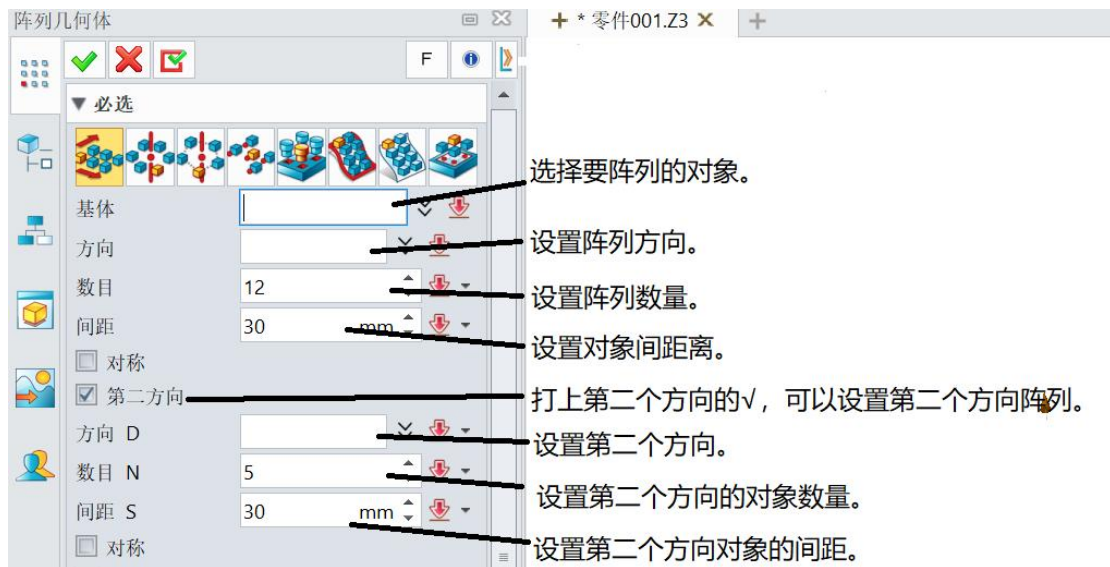 阵列几何体
* 零件001.Z3
F
必选
基体
选择要阵列的对象。
方向
设置阵列方向。
数目 12
设置阵列数量。
间距 30 mm
设置对象间距离。
对称
第二方向
打上第二个方向的√，可以设置第二个方向阵列。
方向 D
设置第二个方向。
数目 N 5
设置第二个方向的对象数量。
间距 S 30 mm
设置第二个方向对象的间距。
对称